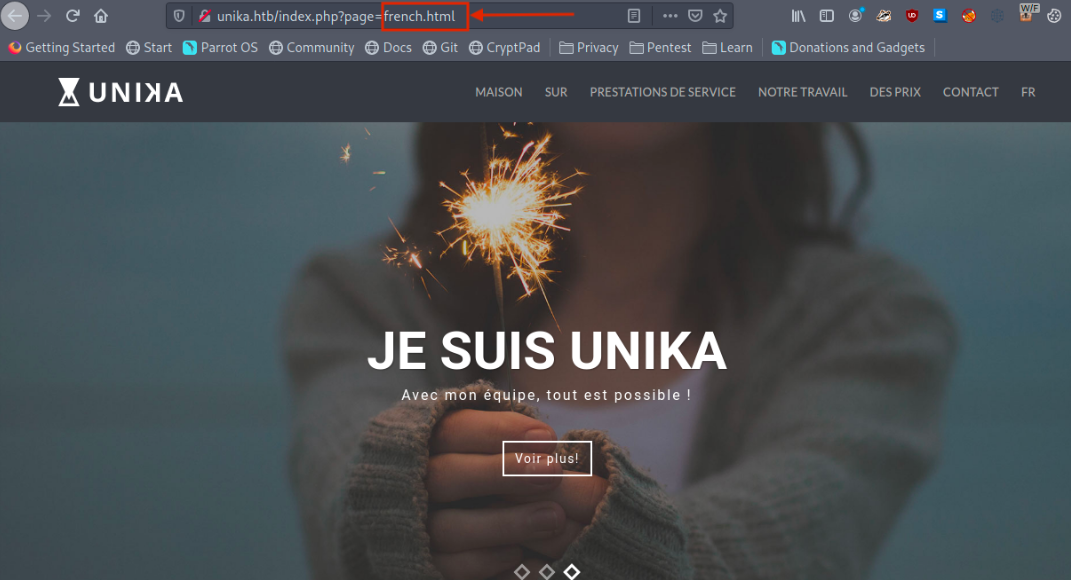 unika.htb/index.php?page=french.html
Getting Started Start Parrot OS Community Docs Git CryptPad Privacy Pentest Learn Donations and Gadgets
UNIKA MAISON SUR PRESTATIONS DE SERVICE NOTRE TRAVAIL DES PRIX CONTACT FR
JE SUIS UNIKA
Avec mon équipe, tout est possible !
Voir plus!